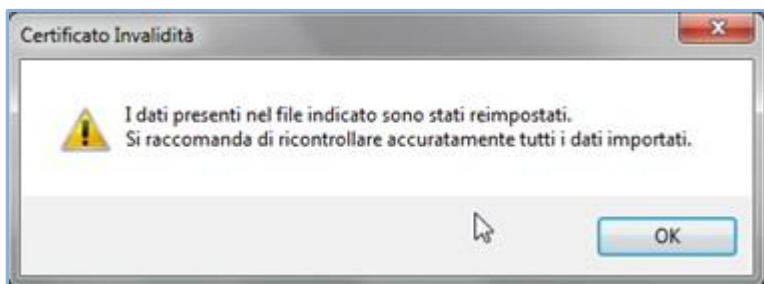 Certificato Invalidità
I dati presenti nel file indicato sono stati reimpostati.
Si raccomanda di ricontrollare accuratamente tutti i dati importati.
OK